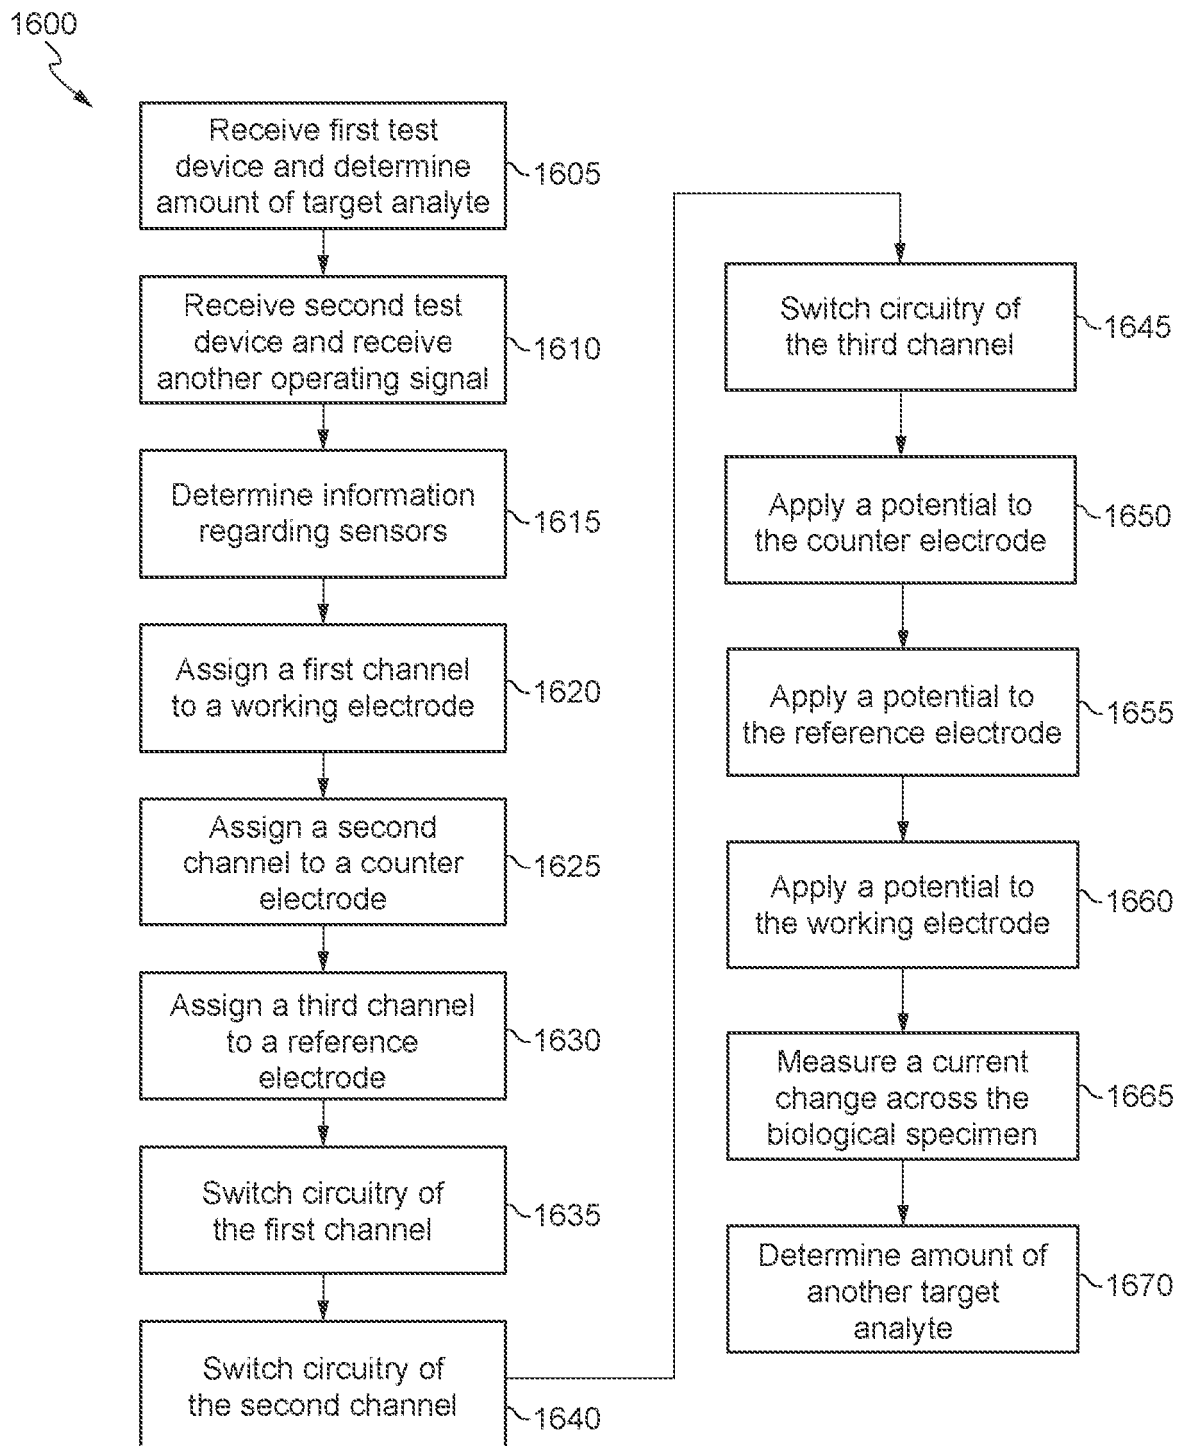 1600
Receive first test
device and determine
amount of target analyte
1605
Receive second test
device and receive
another operating signal
1610
Determine information
regarding sensors
1615
Assign a first channel
to a working electrode
1620
Assign a second
channel to a counter
electrode
1625
Assign a third channel
to a reference
electrode
1630
Switch circuitry of
the first channel
1635
Switch circuitry of
the second channel
1640
Switch circuitry of
the third channel
1645
Apply a potential to
the counter electrode
1650
Apply a potential to
the reference electrode
1655
Apply a potential to
the working electrode
1660
Measure a current
change across the
biological specimen
1665
Determine amount of
another target
analyte
1670